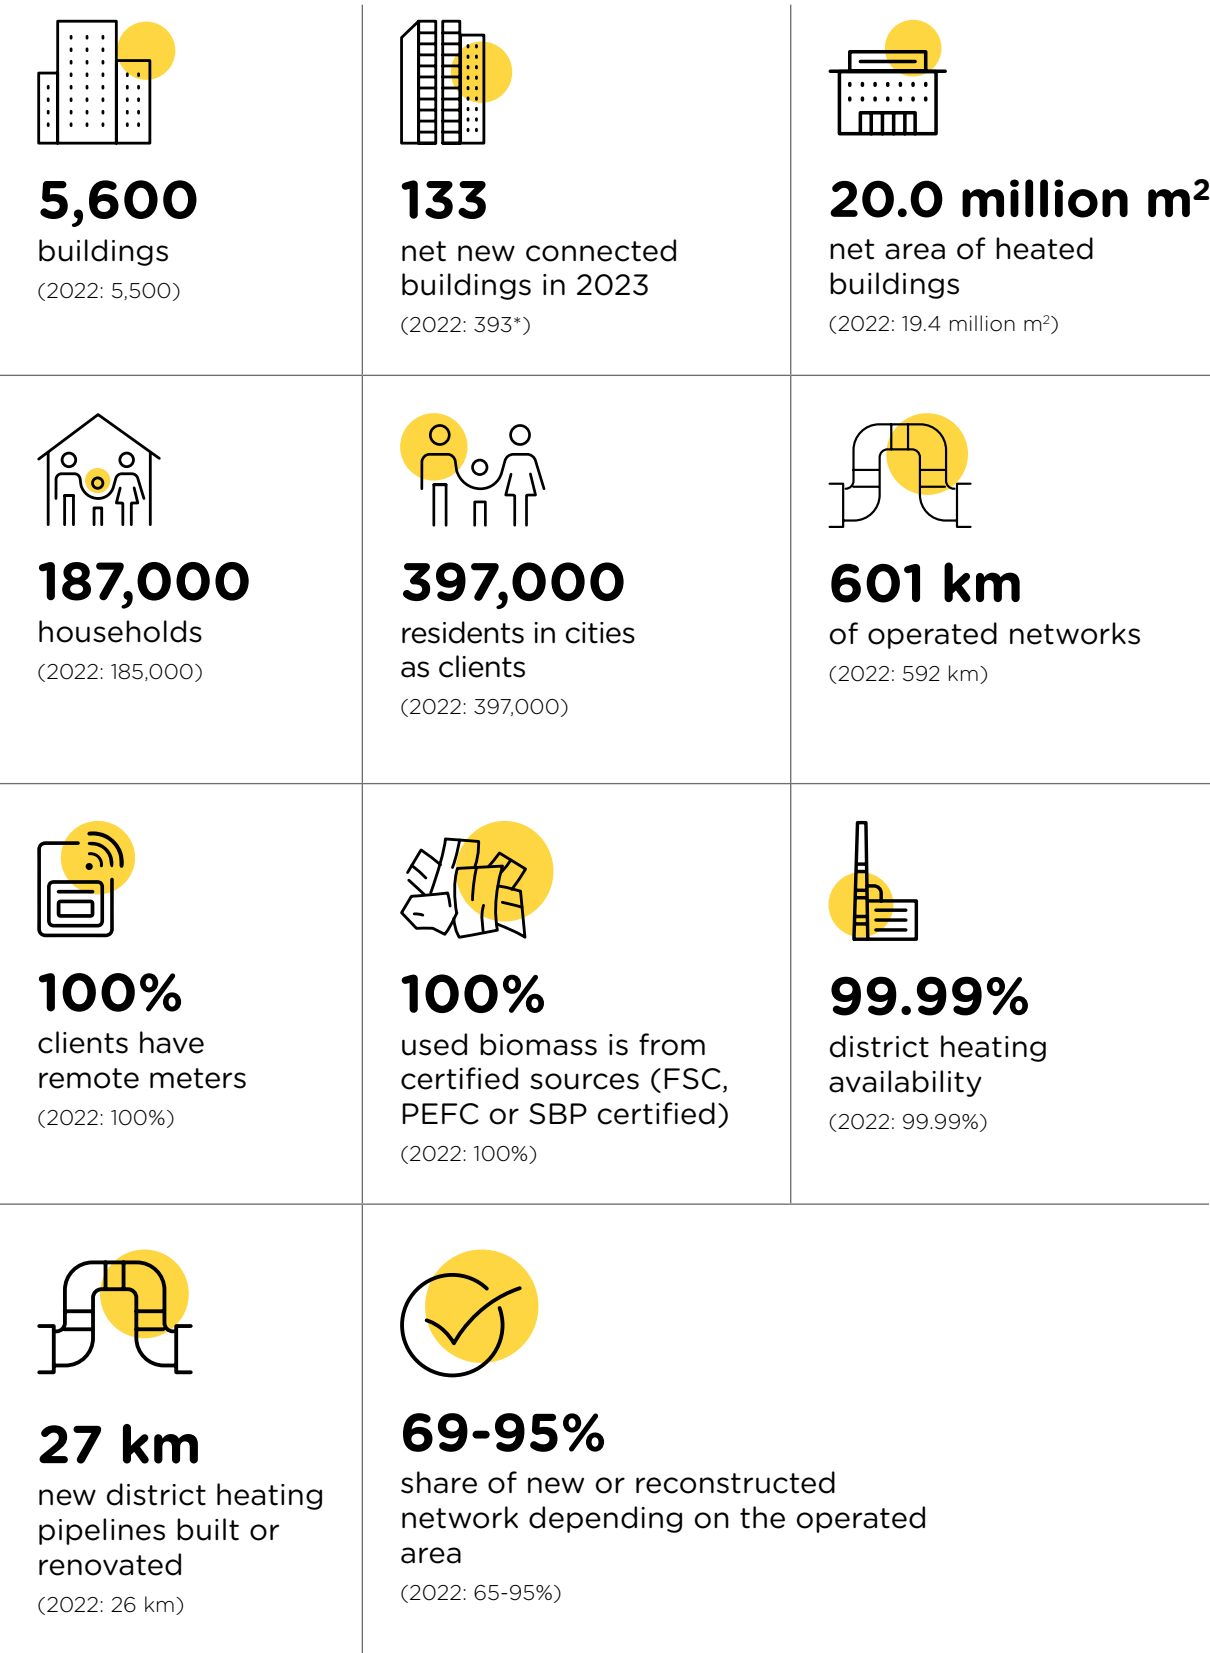 5,600
buildings
(2022: 5,500)
133
net new connected
buildings in 2023
(2022: 393*)
20.0 million m²
net area of heated
buildings
(2022: 19.4 million m²)
187,000
households
(2022: 185,000)
397,000
residents in cities
as clients
(2022: 397,000)
601 km
of operated networks
(2022: 592 km)
100%
clients have
remote meters
(2022: 100%)
100%
used biomass is from
certified sources (FSC,
PEFC or SBP certified)
(2022: 100%)
99.99%
district heating
availability
(2022: 99.99%)
27 km
new district heating
pipelines built or
renovated
(2022: 26 km)
69-95%
share of new or reconstructed
network depending on the operated
area
(2022: 65-95%)